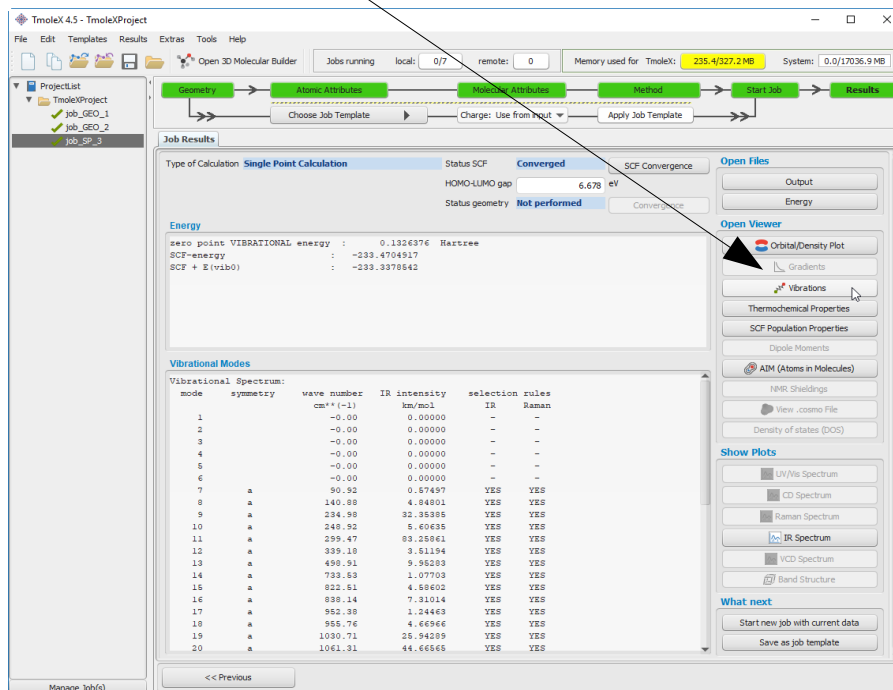 TmoleX 4.5 - TmoleXProject
File Edit Templates Results Extras Tools Help
Open 3D Molecular Builder Jobs running local: 0/7 remote: 0 Memory used for TmoleX: 235.4/327.2 MB System: 0.0/17036.9 MB
ProjectList
TmoleXProject
job_GEO_1
job_GEO_2
job_SP_3
Geometry Atomic Attributes Molecular Attributes Method Start Job Results
Choose Job Template Charge: Use from input Apply Job Template
Job Results
Type of Calculation Single Point Calculation Status SCF Converged SCF Convergence
HOMO-LUMO gap 6.678 eV
Status geometry Not performed Convergence
Energy
zero point VIBRATIONAL energy : 0.1326376 Hartree
SCF-energy : -233.4704917
SCF + E(vib0) : -233.3378542
Vibrational Modes
Vibrational Spectrum:
mode symmetry wave number IR intensity selection rules
cm**(-1) km/mol IR Raman
1 -0.00 0.00000 - -
2 -0.00 0.00000 - -
3 -0.00 0.00000 - -
4 -0.00 0.00000 - -
5 -0.00 0.00000 - -
6 -0.00 0.00000 - -
7 a 90.92 0.57497 YES YES
8 a 140.88 4.84801 YES YES
9 a 234.98 32.35385 YES YES
10 a 248.92 5.60635 YES YES
11 a 299.47 83.25861 YES YES
12 a 339.18 3.51194 YES YES
13 a 498.91 9.95283 YES YES
14 a 733.53 1.07703 YES YES
15 a 822.51 4.58602 YES YES
16 a 838.14 7.31014 YES YES
17 a 952.38 1.24463 YES YES
18 a 955.76 4.66966 YES YES
19 a 1030.71 25.94289 YES YES
20 a 1061.31 44.66565 YES YES
Open Files
Output
Energy
Open Viewer
Orbital/Density Plot
Gradients
Vibrations
Thermochemical Properties
SCF Population Properties
Dipole Moments
AIM (Atoms in Molecules)
NMR Shieldings
View .cosmo File
Density of states (DOS)
Show Plots
UV/Vis Spectrum
CD Spectrum
Raman Spectrum
IR Spectrum
VCD Spectrum
Band Structure
What next
Start new job with current data
Save as job template
<< Previous
Manage Job(s)